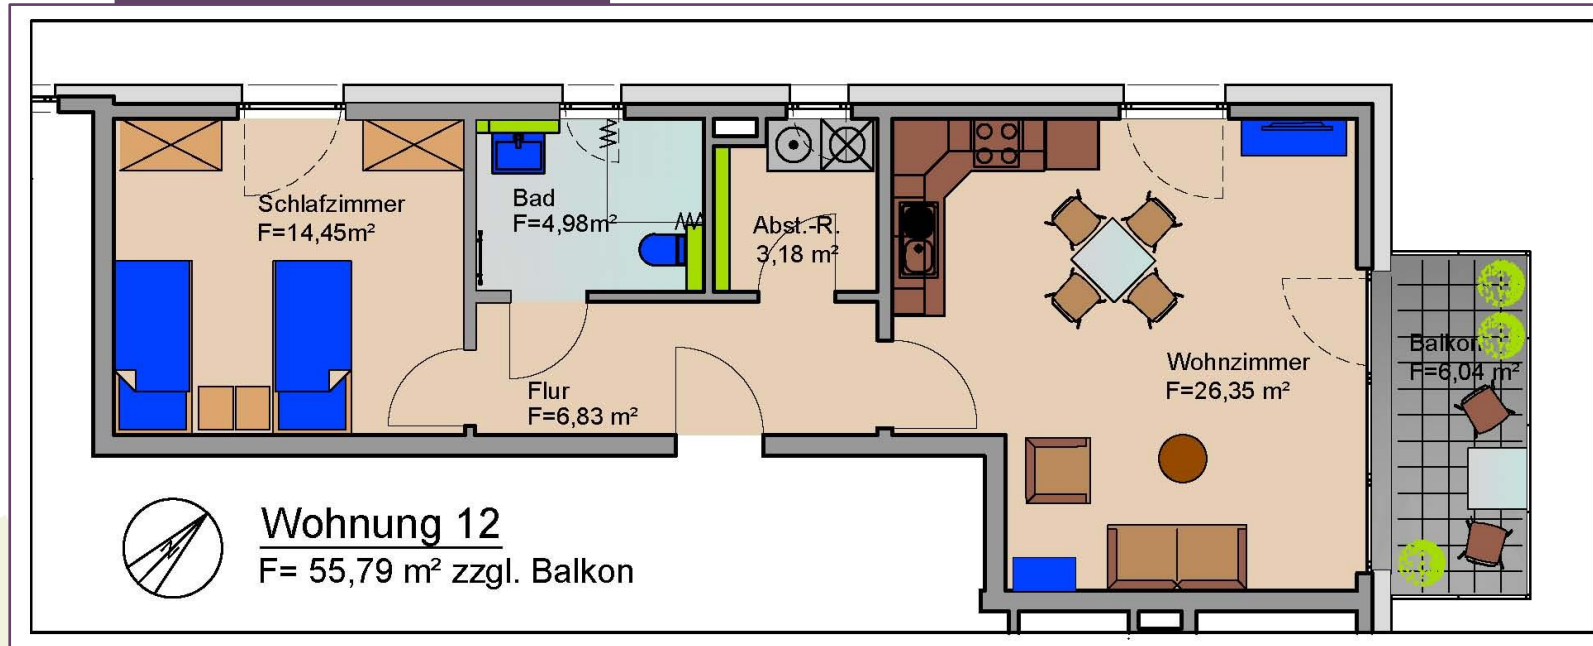 Schlafzimmer
F=14,45m²
Bad
F=4,98m²
Abst.-R.
3,18 m²
Flur
F=6,83 m²
Wohnzimmer
F=26,35 m²
Balkon
F=6,04 m²
N
Wohnung 12
F= 55,79 m² zzgl. Balkon